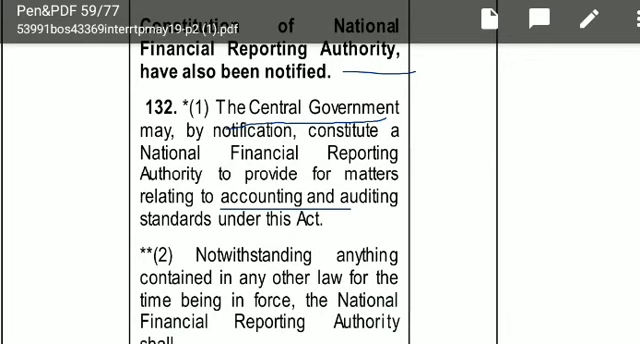 Pen&PDF 59/77
53991bos43369interrtpmay19-p2 (1).pdf
Constitution of National
Financial Reporting Authority,
have also been notified.
132. *(1) The Central Government
may, by notification, constitute a
National Financial Reporting
Authority to provide for matters
relating to accounting and auditing
standards under this Act.
**(2) Notwithstanding anything
contained in any other law for the
time being in force, the National
Financial Reporting Authority
shall